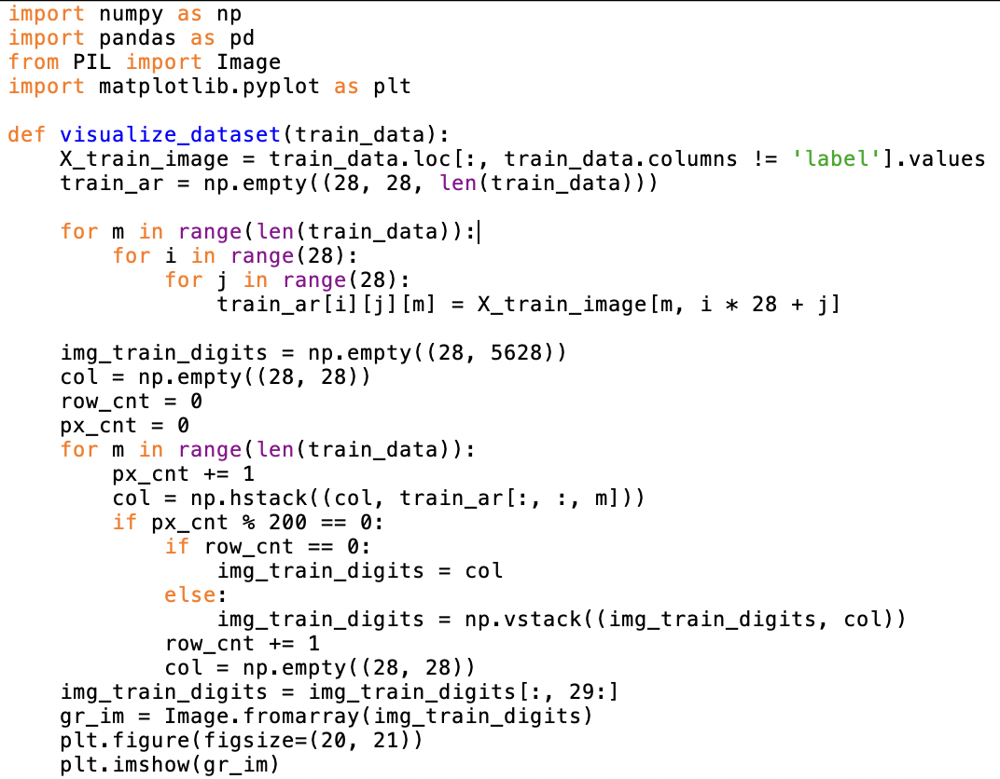 import numpy as np
import pandas as pd
from PIL import Image
import matplotlib.pyplot as plt

def visualize_dataset(train_data):
    X_train_image = train_data.loc[:, train_data.columns != 'label'].values
    train_ar = np.empty((28, 28, len(train_data)))

    for m in range(len(train_data)):
        for i in range(28):
            for j in range(28):
                train_ar[i][j][m] = X_train_image[m, i * 28 + j]

    img_train_digits = np.empty((28, 5628))
    col = np.empty((28, 28))
    row_cnt = 0
    px_cnt = 0
    for m in range(len(train_data)):
        px_cnt += 1
        col = np.hstack((col, train_ar[:, :, m]))
        if px_cnt % 200 == 0:
            if row_cnt == 0:
                img_train_digits = col
            else:
                img_train_digits = np.vstack((img_train_digits, col))
            row_cnt += 1
            col = np.empty((28, 28))
    img_train_digits = img_train_digits[:, 29:]
    gr_im = Image.fromarray(img_train_digits)
    plt.figure(figsize=(20, 21))
    plt.imshow(gr_im)